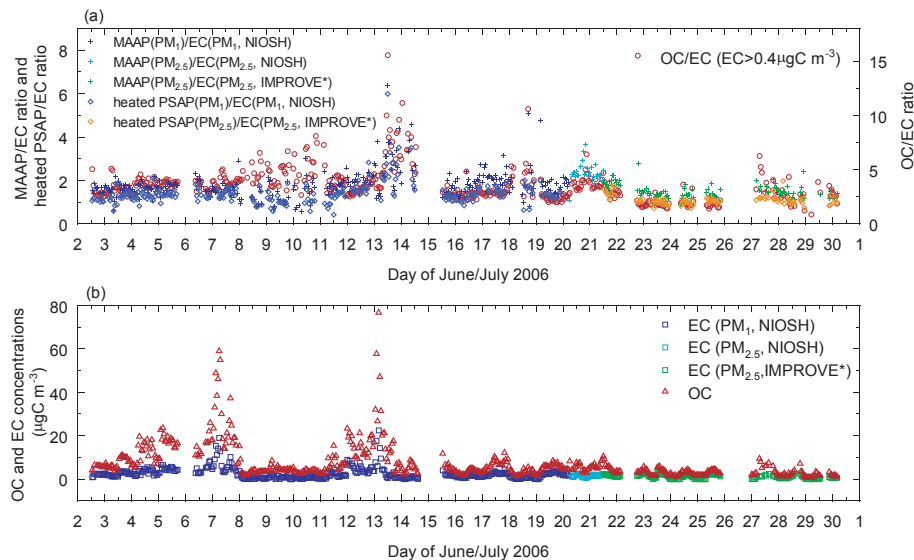 (a)
MAAP/EC ratio and
heated PSAP/EC ratio
8
6
4
2
0
MAAP(PM1)/EC(PM1, NIOSH)
MAAP(PM2.5)/EC(PM2.5, NIOSH)
MAAP(PM2.5)/EC(PM2.5, IMPROVE*)
heated PSAP(PM1)/EC(PM1, NIOSH)
heated PSAP(PM2.5)/EC(PM2.5, IMPROVE*)
OC/EC (EC>0.4µgC m⁻³)
15
10
5
0
OC/EC ratio
2 3 4 5 6 7 8 9 10 11 12 13 14 15 16 17 18 19 20 21 22 23 24 25 26 27 28 29 30 1
Day of June/July 2006
(b)
OC and EC concentrations
(µgC m⁻³)
80
60
40
20
0
EC (PM1, NIOSH)
EC (PM2.5, NIOSH)
EC (PM2.5,IMPROVE*)
OC
2 3 4 5 6 7 8 9 10 11 12 13 14 15 16 17 18 19 20 21 22 23 24 25 26 27 28 29 30 1
Day of June/July 2006